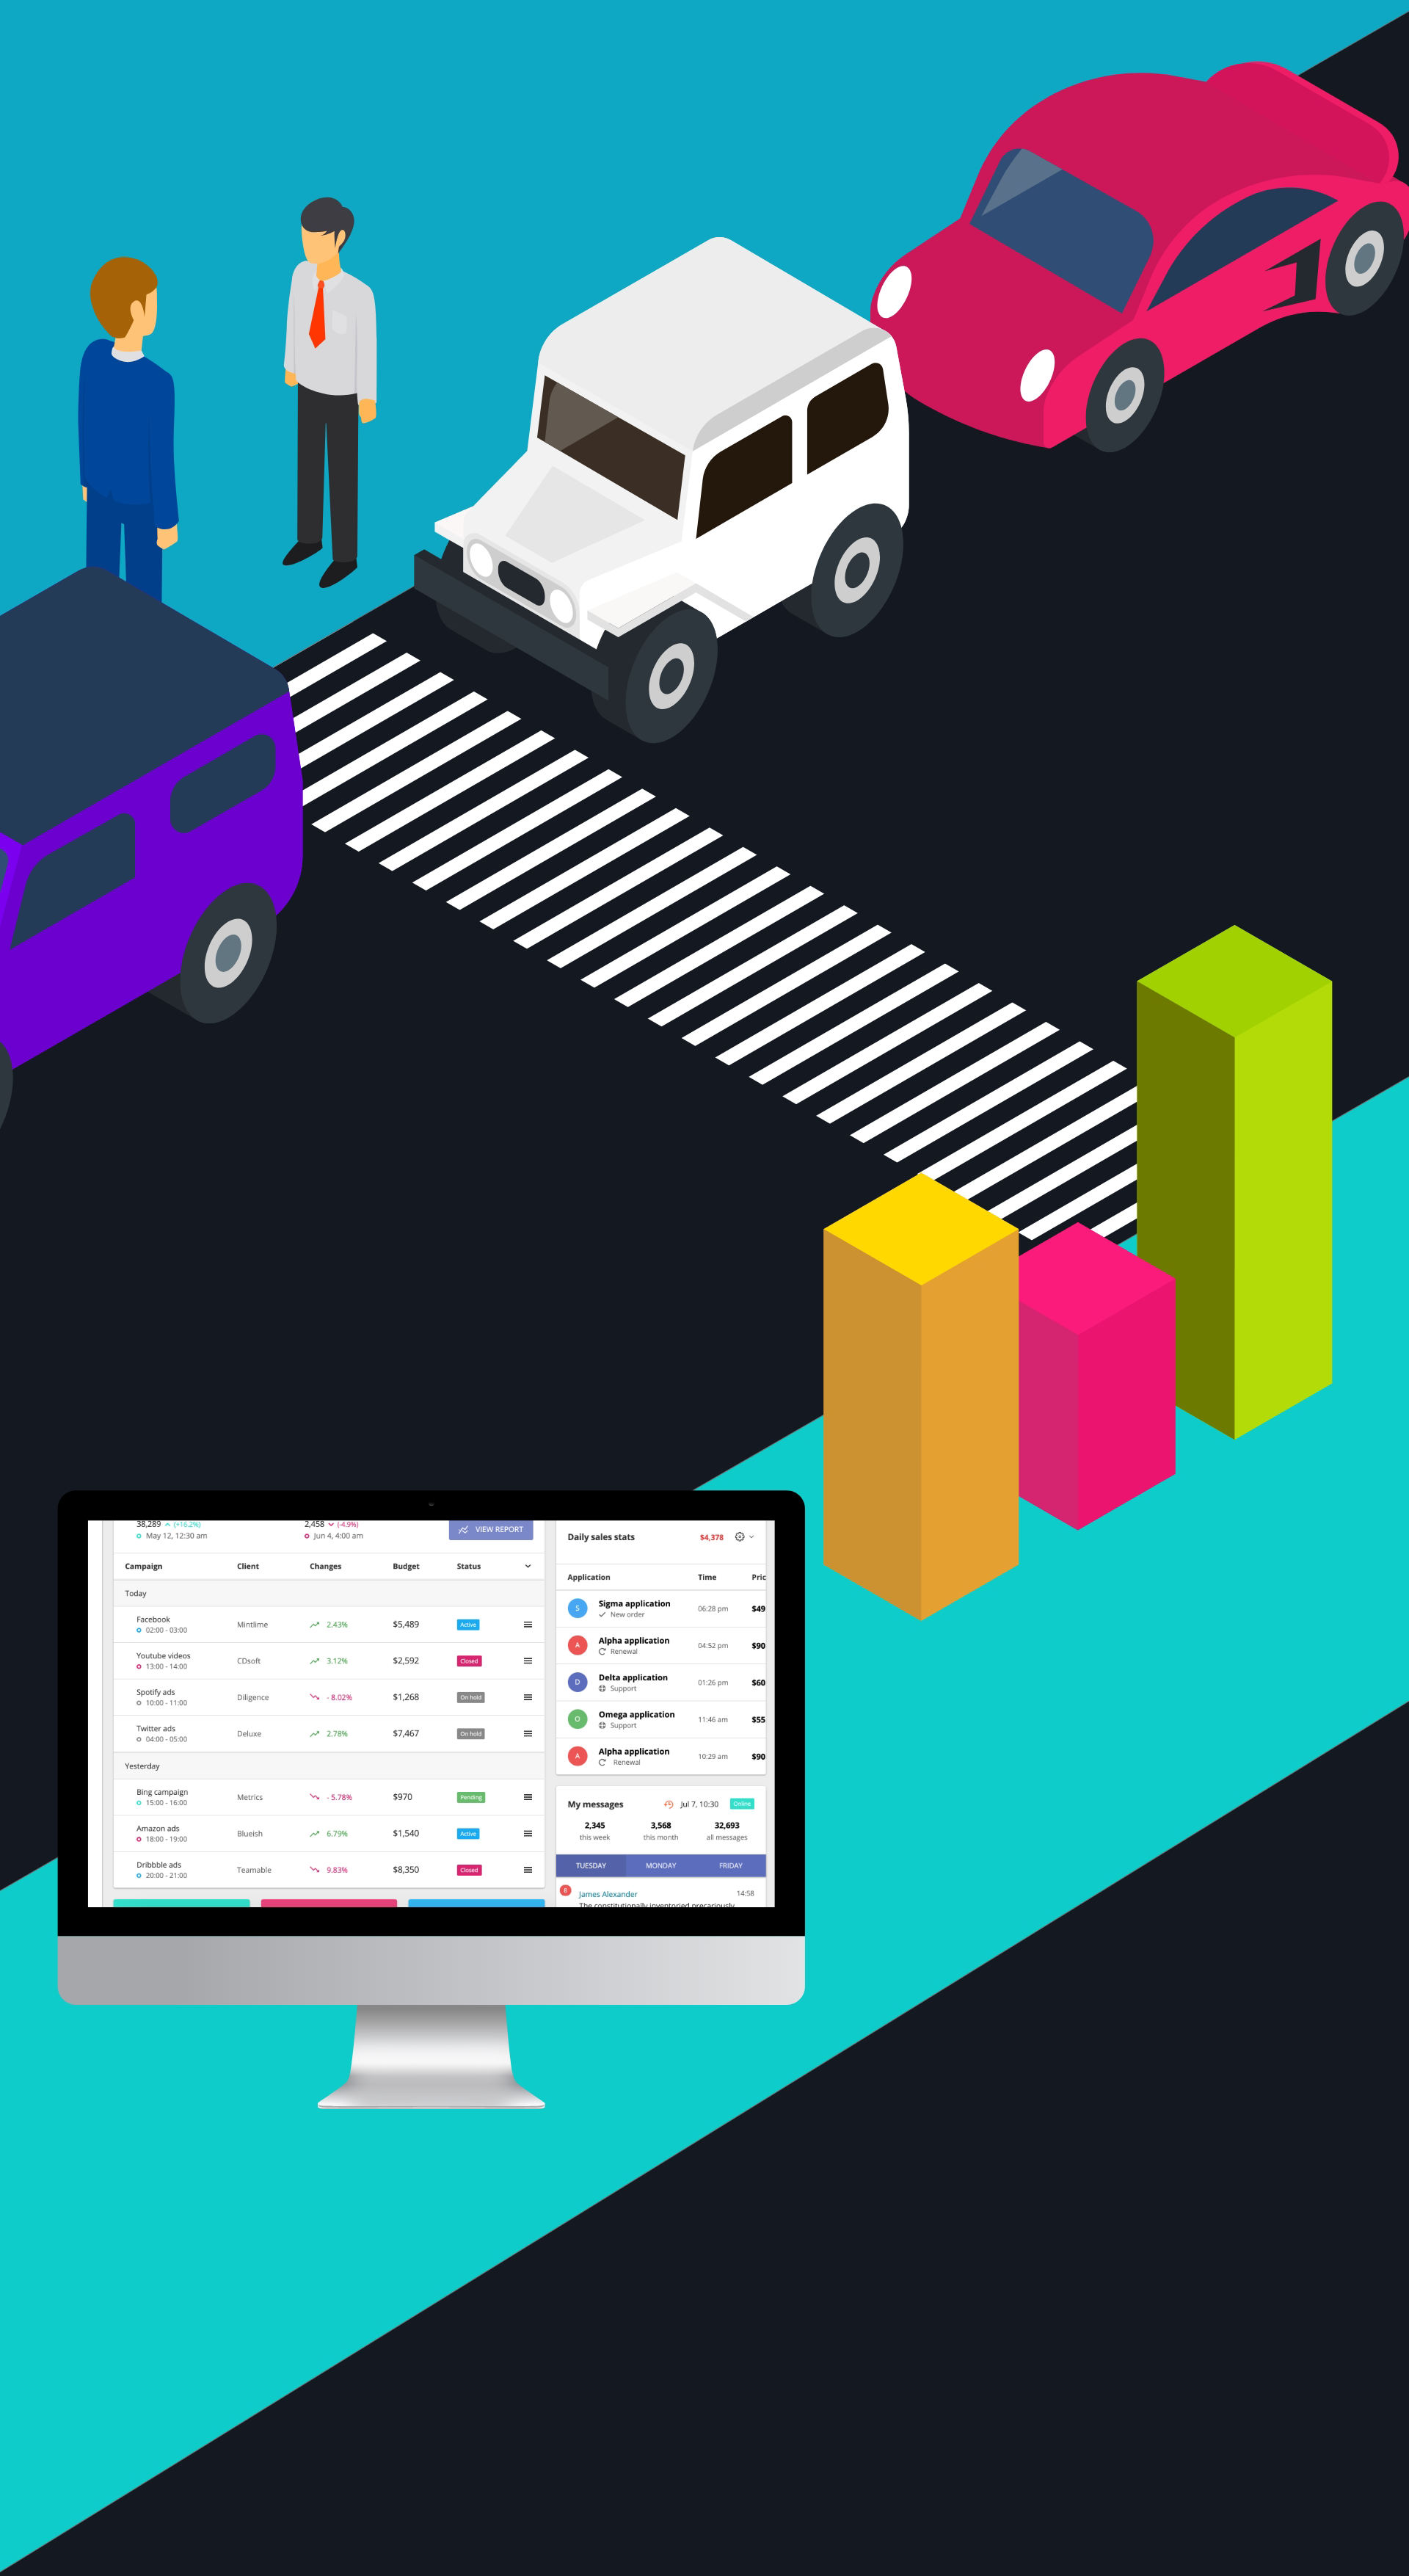 38,289 (+16.2%)
May 12, 12:30 am
2,458 (-4.9%)
Jun 4, 4:00 am
VIEW REPORT
Campaign Client Changes Budget Status
Today
Facebook
02:00 - 03:00
Mintlime 2.43% $5,489 Active
Youtube videos
13:00 - 14:00
CDsoft 3.12% $2,592 Closed
Spotify ads
10:00 - 11:00
Diligence - 8.02% $1,268 On hold
Twitter ads
04:00 - 05:00
Deluxe 2.78% $7,467 On hold
Yesterday
Bing campaign
15:00 - 16:00
Metrics - 5.78% $970 Pending
Amazon ads
18:00 - 19:00
Blueish 6.79% $1,540 Active
Dribbble ads
20:00 - 21:00
Teamable 9.83% $8,350 Closed
Daily sales stats $4,378
Application Time Pric
S Sigma application 06:28 pm $49
New order
A Alpha application 04:52 pm $90
Renewal
D Delta application 01:26 pm $60
Support
O Omega application 11:46 am $55
Support
A Alpha application 10:29 am $90
Renewal
My messages Jul 7, 10:30 Online
2,345 3,568 32,693
this week this month all messages
TUESDAY MONDAY FRIDAY
8 James Alexander 14:58
The constitutionally inventoried precariously